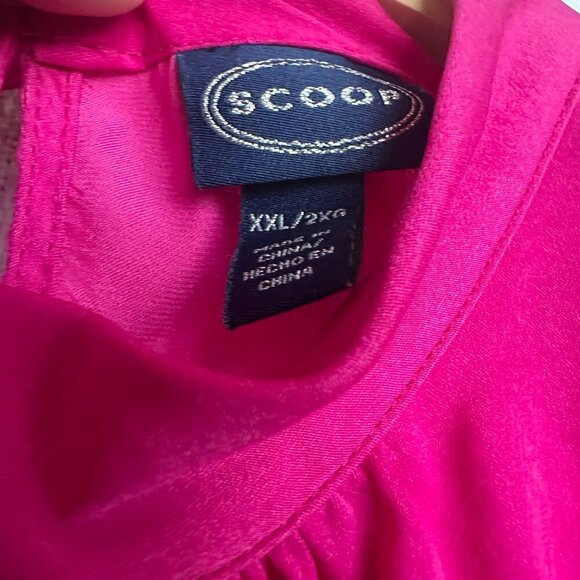 SCOOP
XXL/2XG
MADE IN
CHINA/
HECHO EN
CHINA